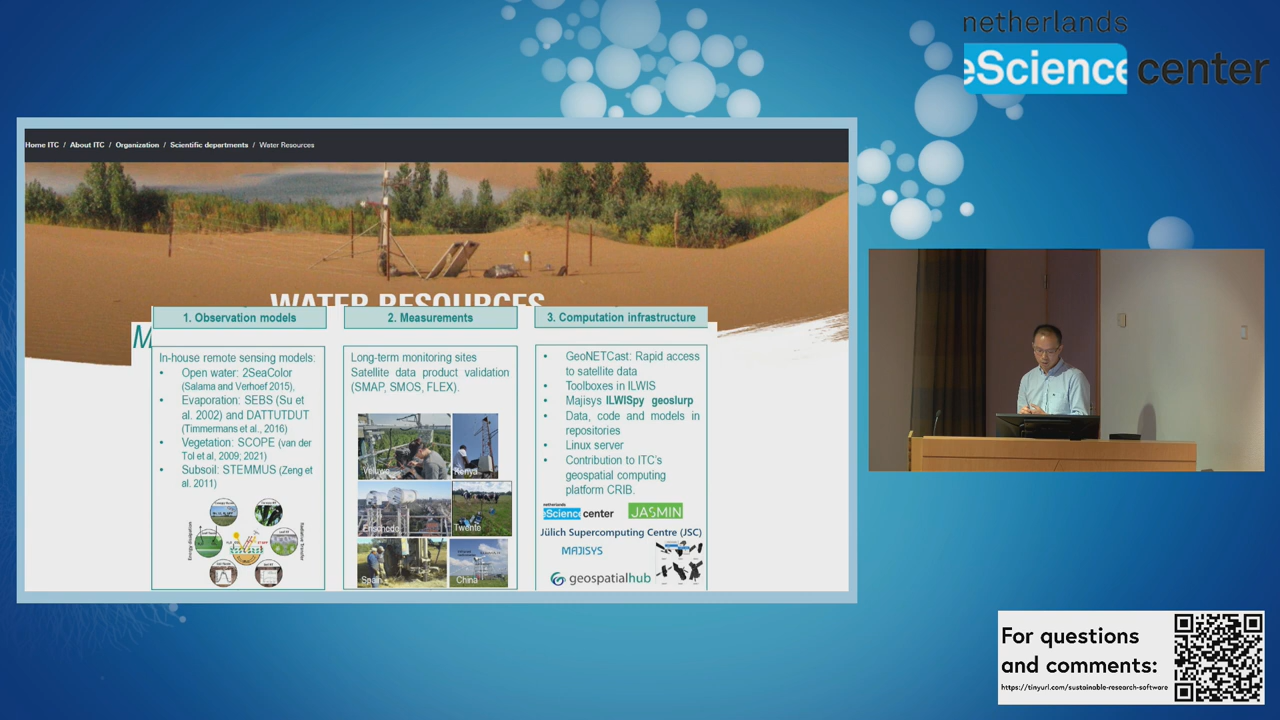 netherlands
eScience center
Home ITC / About ITC / Organization / Scientific departments / Water Resources
WATER RESOURCES
M
1. Observation models
In-house remote sensing models:
• Open water: 2SeaColor
(Salama and Verhoef 2015),
• Evaporation: SEBS (Su et
al. 2002) and DATTUTDUT
(Timmermans et al., 2016)
• Vegetation: SCOPE (van der
Tol et al, 2009; 2021)
• Subsoil: STEMMUS (Zeng et
al. 2011)
2. Measurements
Long-term monitoring sites
Satellite data product validation
(SMAP, SMOS, FLEX).
Veluwe
Kenya
Enschede
Twente
Spain
China
3. Computation infrastructure
• GeoNETCast: Rapid access
to satellite data
• Toolboxes in ILWIS
• Majisys ILWISpy geoslurp
• Data, code and models in
repositories
• Linux server
• Contribution to ITC's
geospatial computing
platform CRIB.
netherlands
eScience center
JASMIN
Jülich Supercomputing Centre (JSC)
MAJISYS
geospatialhub
For questions
and comments:
https://tinyurl.com/sustainable-research-software